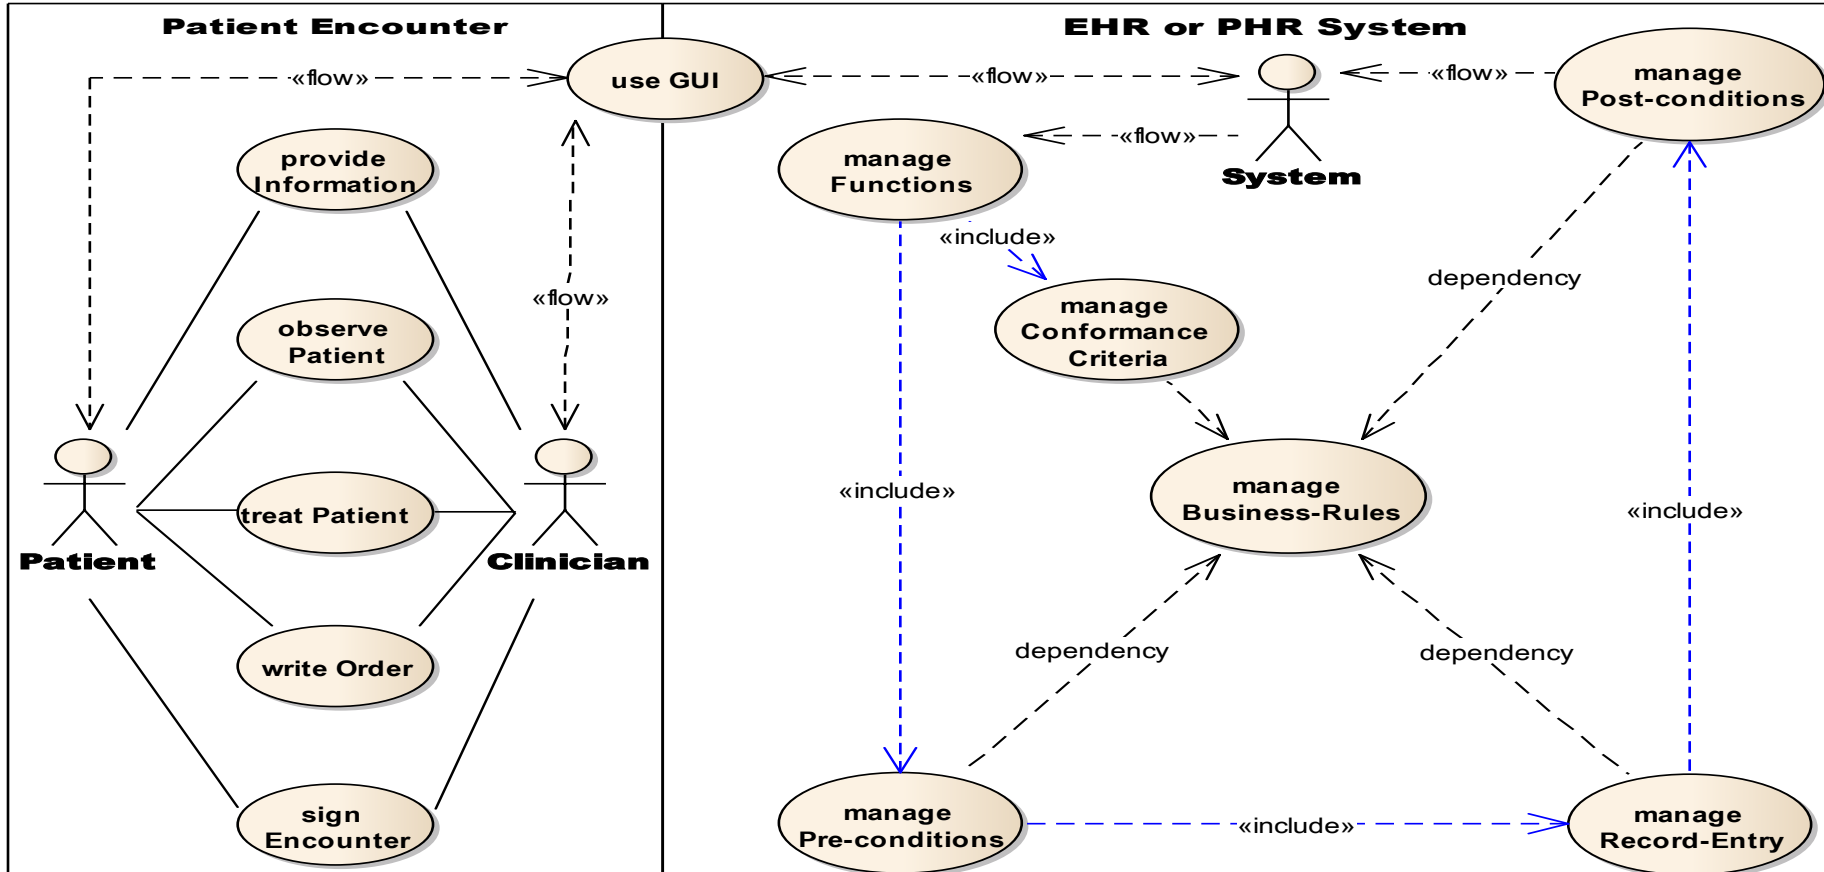 Patient Encounter
EHR or PHR System
«flow»
use GUI
«flow»
«flow»
manage
Post-conditions
provide
Information
manage
Functions
«flow»
System
«include»
«flow»
dependency
observe
Patient
manage
Conformance
Criteria
treat Patient
«include»
manage
Business-Rules
«include»
Patient
Clinician
write Order
dependency
dependency
sign
Encounter
manage
Pre-conditions
«include»
manage
Record-Entry